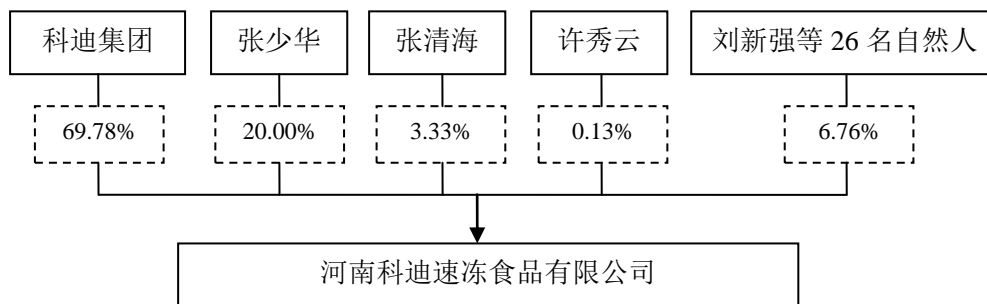 科迪集团
张少华
张清海
许秀云
刘新强等 26 名自然人
69.78%
20.00%
3.33%
0.13%
6.76%
河南科迪速冻食品有限公司